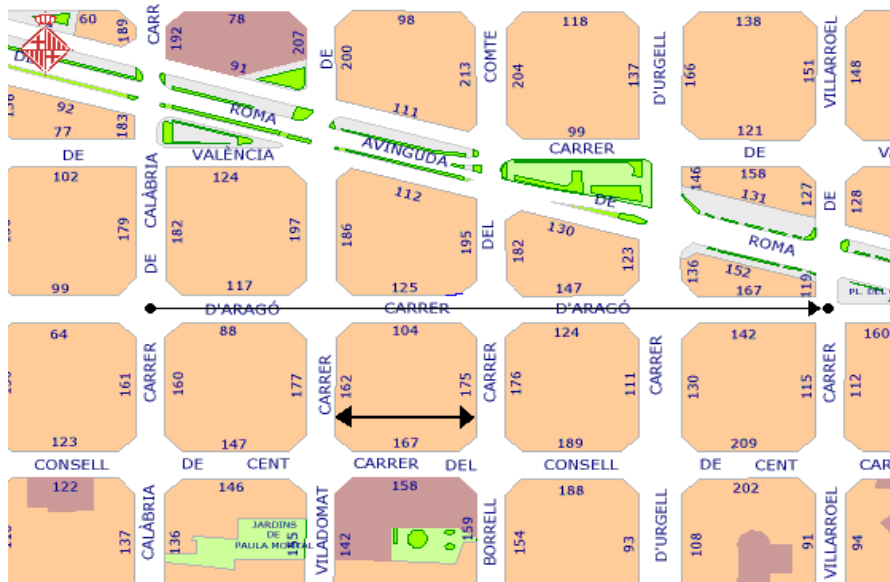 60
189
CARR
192
78
207
91
DE
200
98
213
COMTE
204
118
137
D'URGELL
166
138
151
VILLARROEL
148
92
77
183
ROMA
111
AVINGUDA
99
121
DE
VALÈNCIA
CARRER
DE
102
179
CALÀBRIA
DE
99
124
182
197
117
112
186
195
125
DEL
DE
130
182
123
147
146
158
131
127
ROMA
136
152
167
119
DE
128
PL. DEL
D'ARAGÓ
CARRER
D'ARAGÓ
64
161
123
CARRER
88
160
177
147
CARRER
104
162
175
167
CARRER
124
176
111
189
CARRER
142
130
115
209
CARRER
160
112
CONSELL
DE
CENT
CARRER
DEL
CONSELL
DE
CENT
CAR
122
137
CALÀBRIA
146
136
JARDINS
DE
PAULA MONTAL
VILADOMAT
158
142
159
BORRELL
188
154
93
D'URGELL
202
108
91
VILLARROEL
94